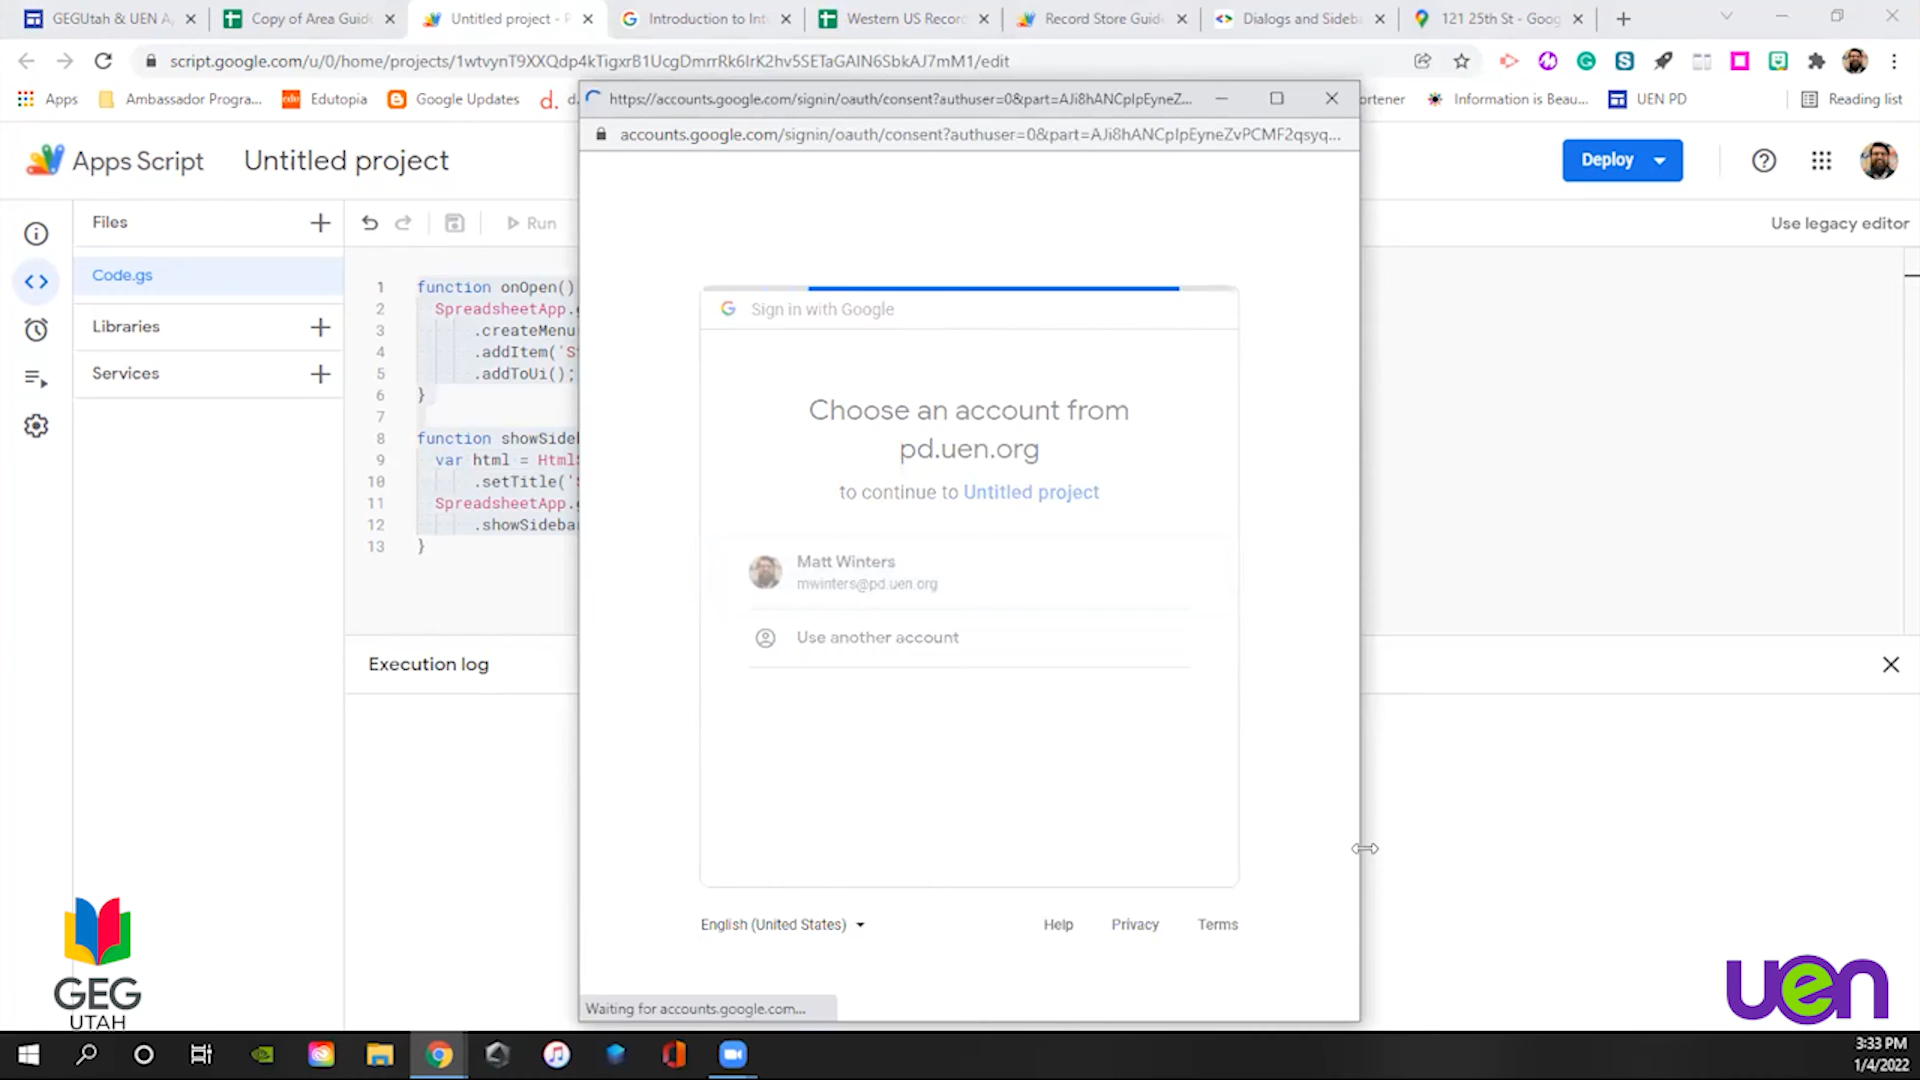 GEGUtah & UEN A
Copy of Area Guid
Untitled project - P
Introduction to Int
Western US Recor
Record Store Guid
Dialogs and Sideb
121 25th St - Goog
script.google.com/u/0/home/projects/1wtvynT9XXQdp4kTigxrB1UcgDmrrRk6lrK2hv5SETaGAlN6SbkAJ7mM1/edit
Apps
Ambassador Progra...
Edutopia
Google Updates
d.
https://accounts.google.com/signin/oauth/consent?authuser=0&part=AJi8hANCpIpEyneZ...
ortener
Information is Beau...
UEN PD
Reading list
accounts.google.com/signin/oauth/consent?authuser=0&part=AJi8hANCpIpEyneZvPCMF2qsyq...
Apps Script
Untitled project
Deploy
Files
Run
Use legacy editor
Code.gs
Libraries
Services
1 function onOpen()
2 SpreadsheetApp.
3 .createMenu
4 .addItem('S
5 .addToUi();
6 }
7
8 function showSideb
9 var html = Html
10 .setTitle('
11 SpreadsheetApp.
12 .showSideba
13 }
Sign in with Google
Choose an account from
pd.uen.org
to continue to Untitled project
Matt Winters
mwinters@pd.uen.org
Use another account
Execution log
English (United States)
Help
Privacy
Terms
Waiting for accounts.google.com...
GEG
UTAH
uen
3:33 PM
1/4/2022